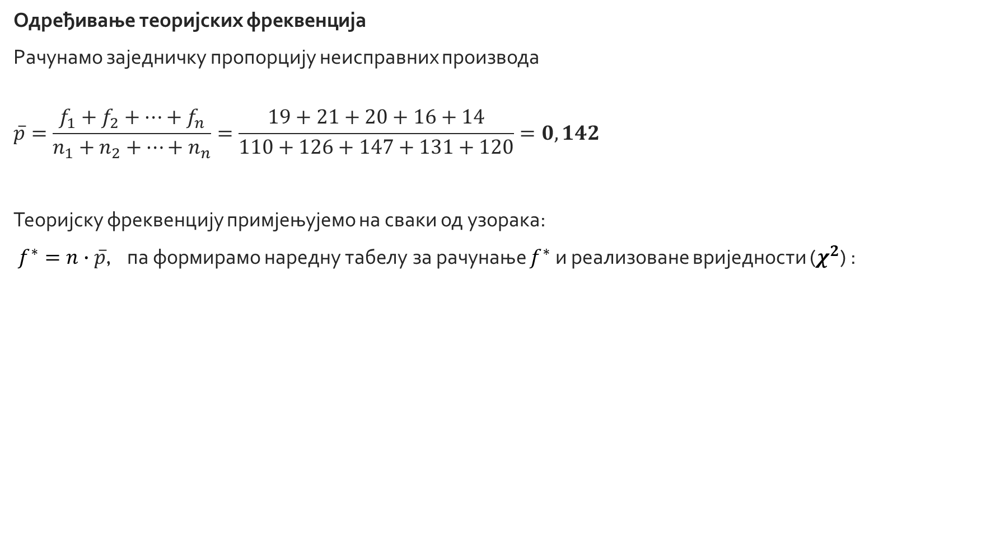 Одређивање теоријских фреквенција
Рачунамо заједничку пропорцију неисправних производа
p̄ = (f₁ + f₂ + ⋯ + fₙ)/(n₁ + n₂ + ⋯ + nₙ) = (19 + 21 + 20 + 16 + 14)/(110 + 126 + 147 + 131 + 120) = 0,142
Теоријску фреквенцију примјењујемо на сваки од узорака:
f* = n · p̄, па формирамо наредну табелу за рачунање f* и реализоване вриједности (χ²) :